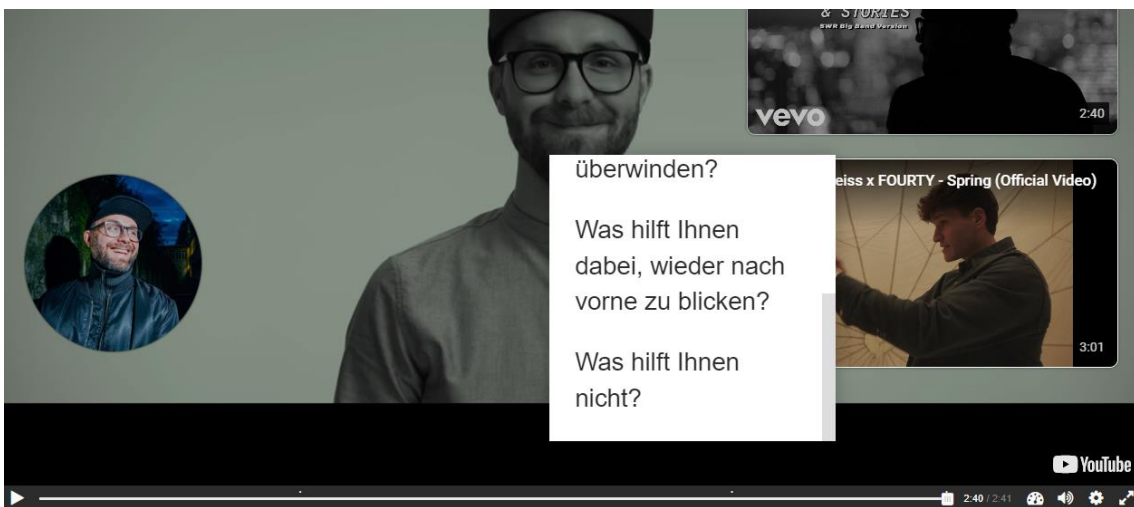 & STORIES
SWR Big Band Version
vevo
2:40
überwinden?
Was hilft Ihnen
dabei, wieder nach
vorne zu blicken?
Was hilft Ihnen
nicht?
eiss x FOURTY - Spring (Official Video)
3:01
YouTube
2:40 / 2:41